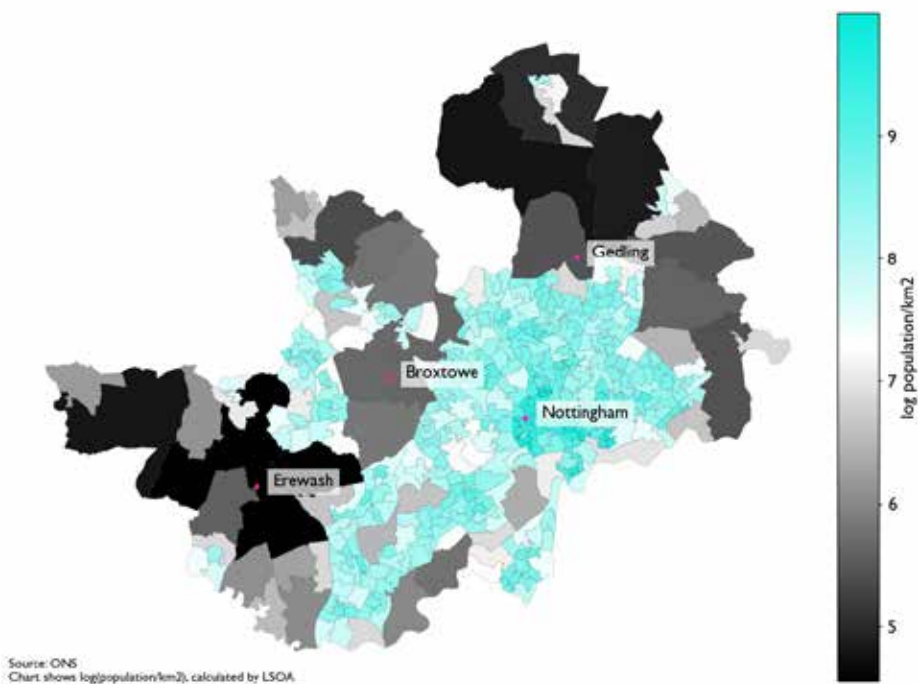 Gedling
Broxtowe
Nottingham
Erewash
9
8
7
6
5
log population/km2
Source: ONS
Chart shows log(population/km2), calculated by LSOA